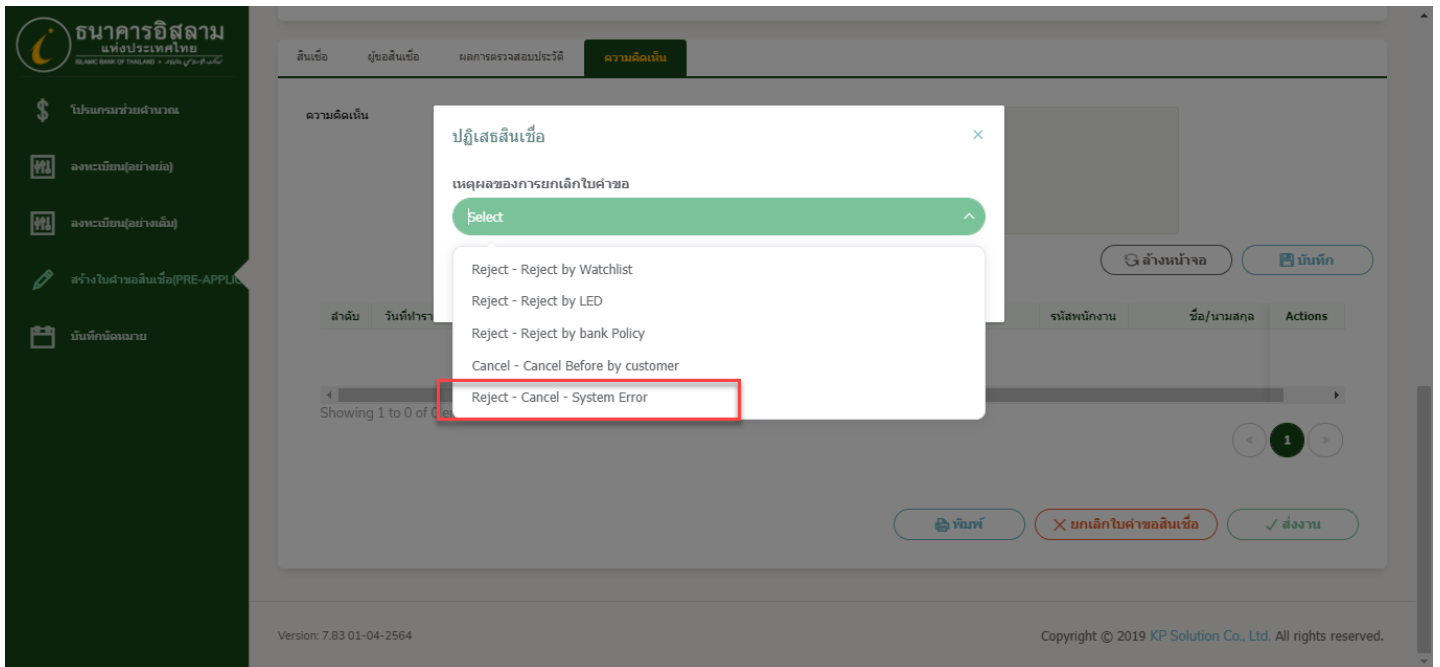 ธนาคารอิสลาม
แห่งประเทศไทย
ISLAMIC BANK OF THAILAND •
สินเชื่อ ผู้ขอสินเชื่อ ผลการตรวจสอบประวัติ ความคิดเห็น
โปรแกรมช่วยคำนวณ
ลงทะเบียน(อย่างย่อ)
ลงทะเบียน(อย่างเต็ม)
สร้างใบคำขอสินเชื่อ(PRE-APPLIC
บันทึกนัดหมาย
ความคิดเห็น
ปฏิเสธสินเชื่อ ×
เหตุผลของการยกเลิกใบคำขอ
Select
Reject - Reject by Watchlist
Reject - Reject by LED
Reject - Reject by bank Policy
Cancel - Cancel Before by customer
Reject - Cancel - System Error
ล้างหน้าจอ บันทึก
ลำดับ วันที่ทำรา รหัสพนักงาน ชื่อ/นามสกุล Actions
Showing 1 to 0 of 0
« 1 »
พิมพ์ ยกเลิกใบคำขอสินเชื่อ ส่งงาน
Version: 7.83 01-04-2564 Copyright © 2019 KP Solution Co., Ltd. All rights reserved.